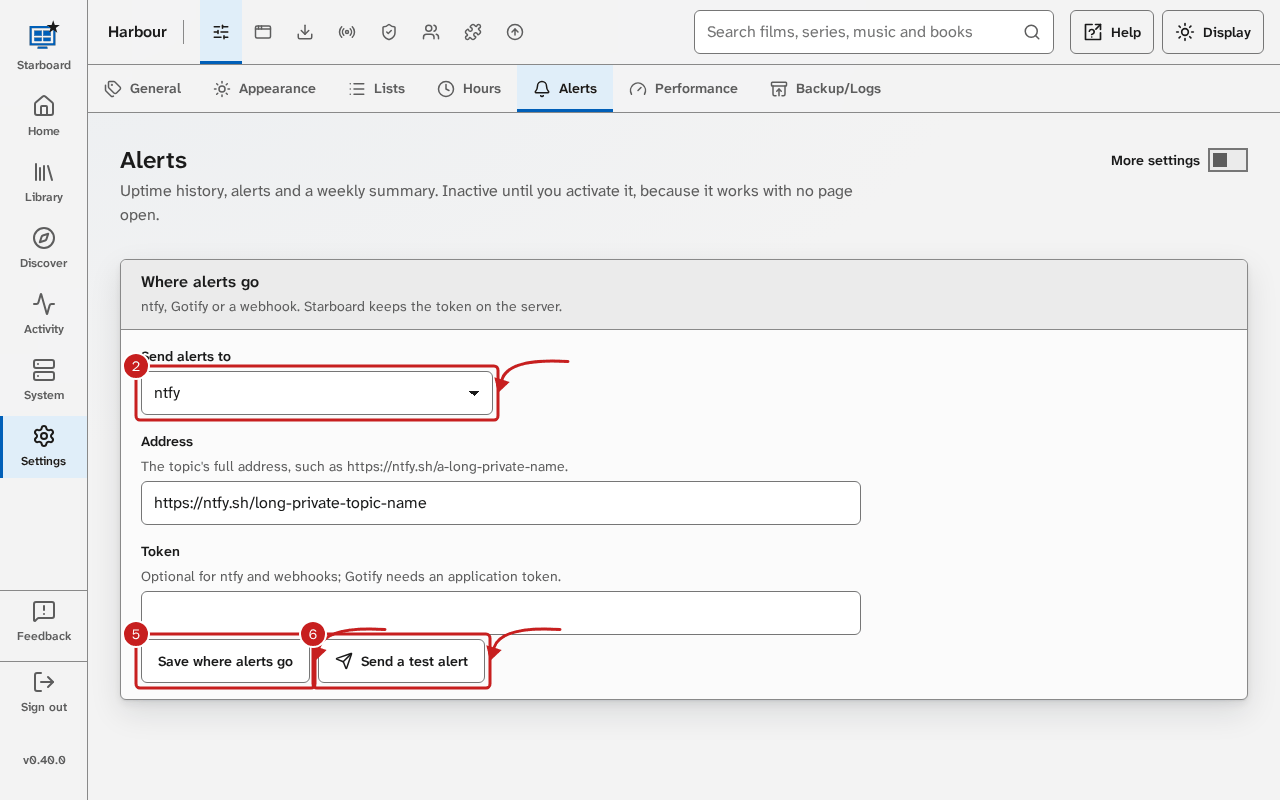 Starboard
Home
Library
Discover
Activity
System
Settings
Feedback
Sign out
v0.40.0
Harbour
Search films, series, music and books
Help
Display
General
Appearance
Lists
Hours
Alerts
Performance
Backup/Logs
Alerts
More settings
Uptime history, alerts and a weekly summary. Inactive until you activate it, because it works with no page
open.
Where alerts go
ntfy, Gotify or a webhook. Starboard keeps the token on the server.
Send alerts to
2
ntfy
Address
The topic's full address, such as https://ntfy.sh/a-long-private-name.
https://ntfy.sh/long-private-topic-name
Token
Optional for ntfy and webhooks; Gotify needs an application token.
5
6
Save where alerts go
Send a test alert